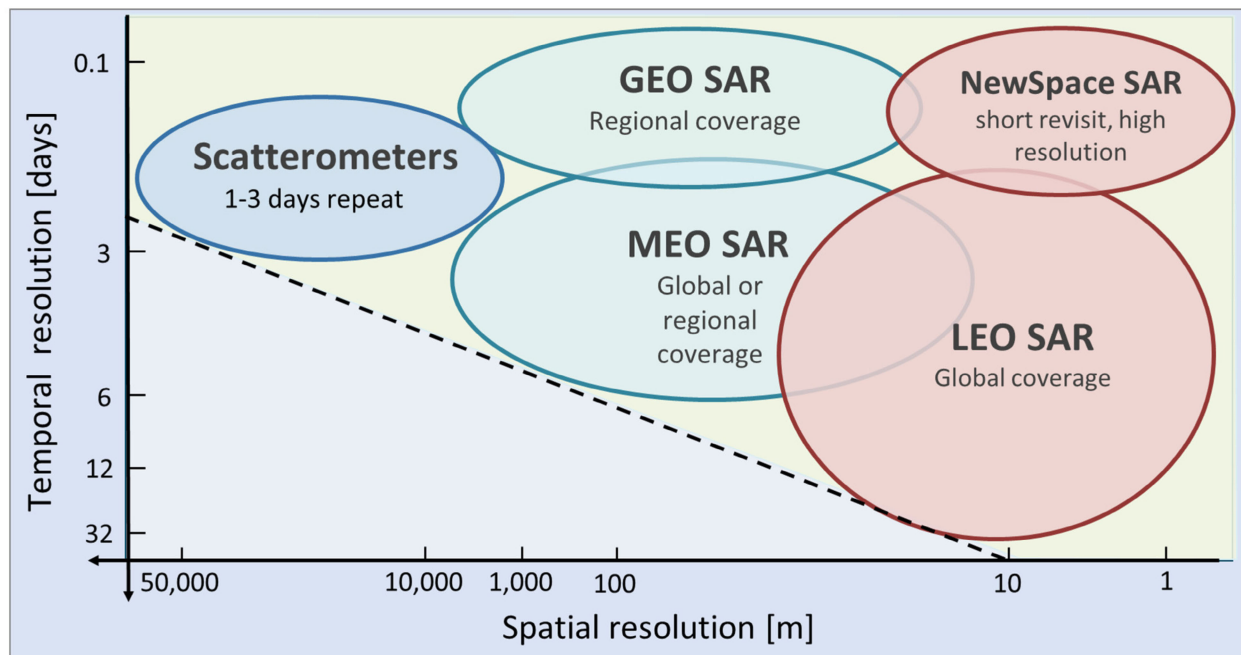 Temporal resolution [days]
0.1
3
6
12
32
Scatterometers
1-3 days repeat
GEO SAR
Regional coverage
NewSpace SAR
short revisit, high
resolution
MEO SAR
Global or
regional
coverage
LEO SAR
Global coverage
50,000
10,000
1,000
100
10
1
Spatial resolution [m]